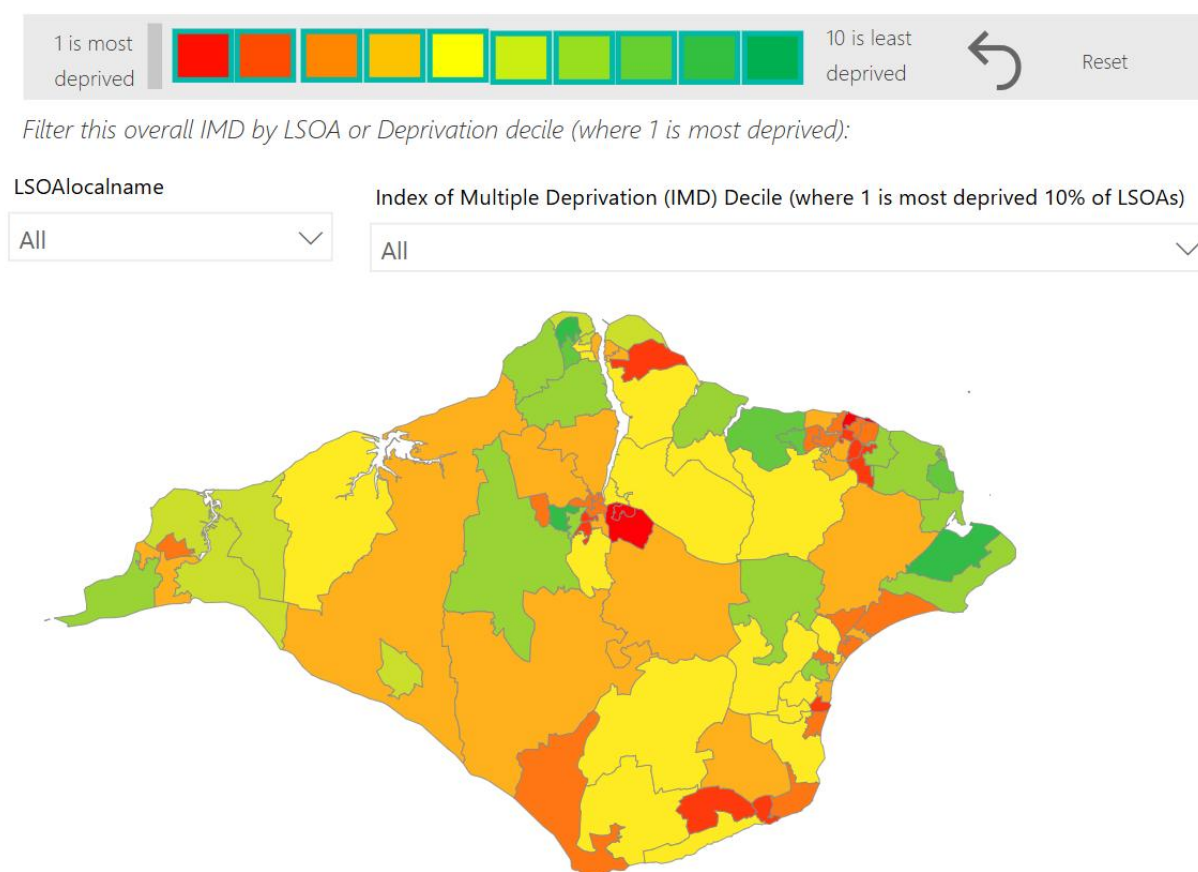 1 is most
deprived
10 is least
deprived
Reset
Filter this overall IMD by LSOA or Deprivation decile (where 1 is most deprived):
LSOAlocalname
Index of Multiple Deprivation (IMD) Decile (where 1 is most deprived 10% of LSOAs)
All
All